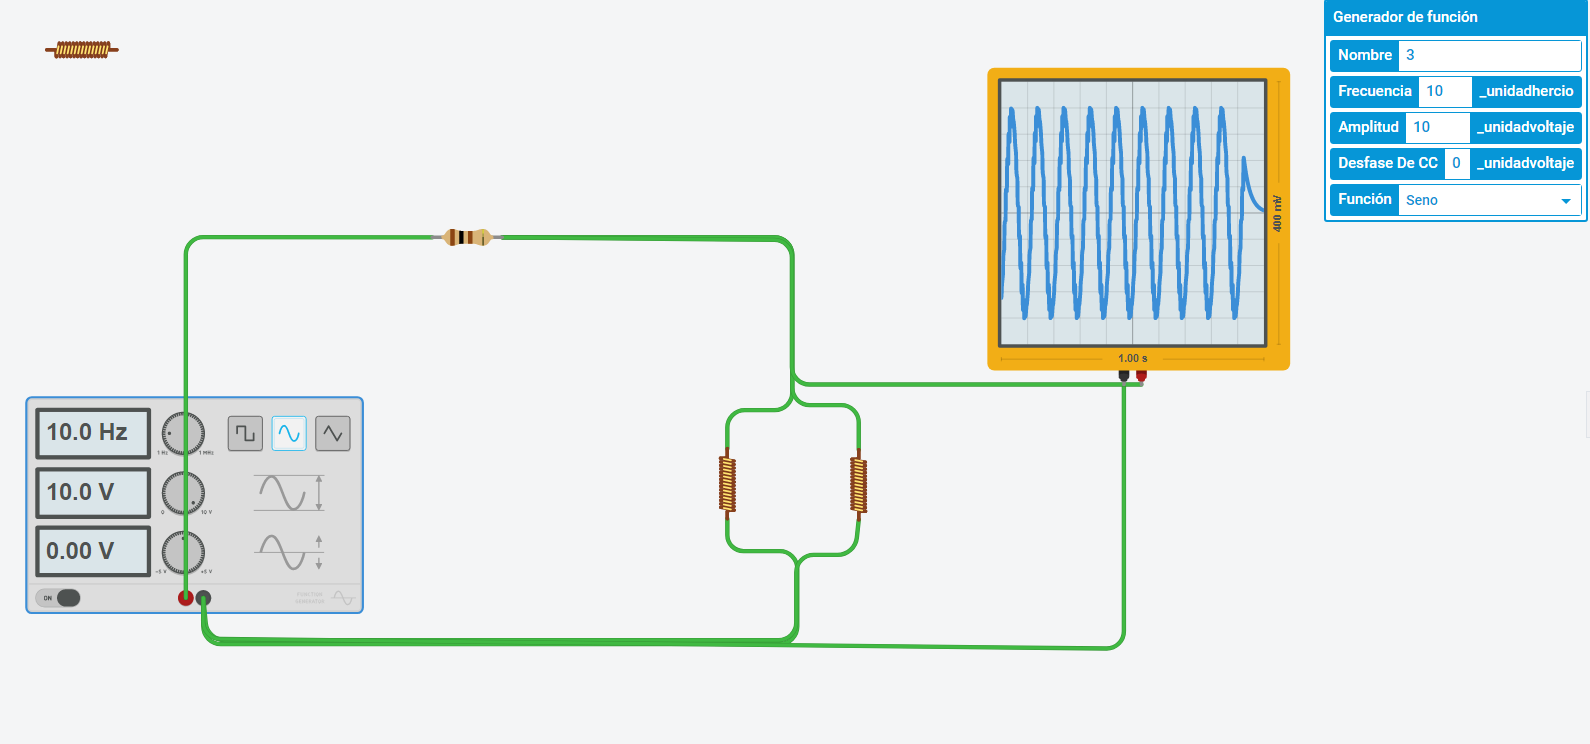 Generador de función
Nombre 3
Frecuencia 10 _unidadhercio
Amplitud 10 _unidadvoltaje
Desfase De CC 0 _unidadvoltaje
Función Seno
400 mV
1.00 s
10.0 Hz
1 Hz 1 MHz
10.0 V
0 10 V
0.00 V
-5 V +5 V
ON
FUNCTION
GENERATOR